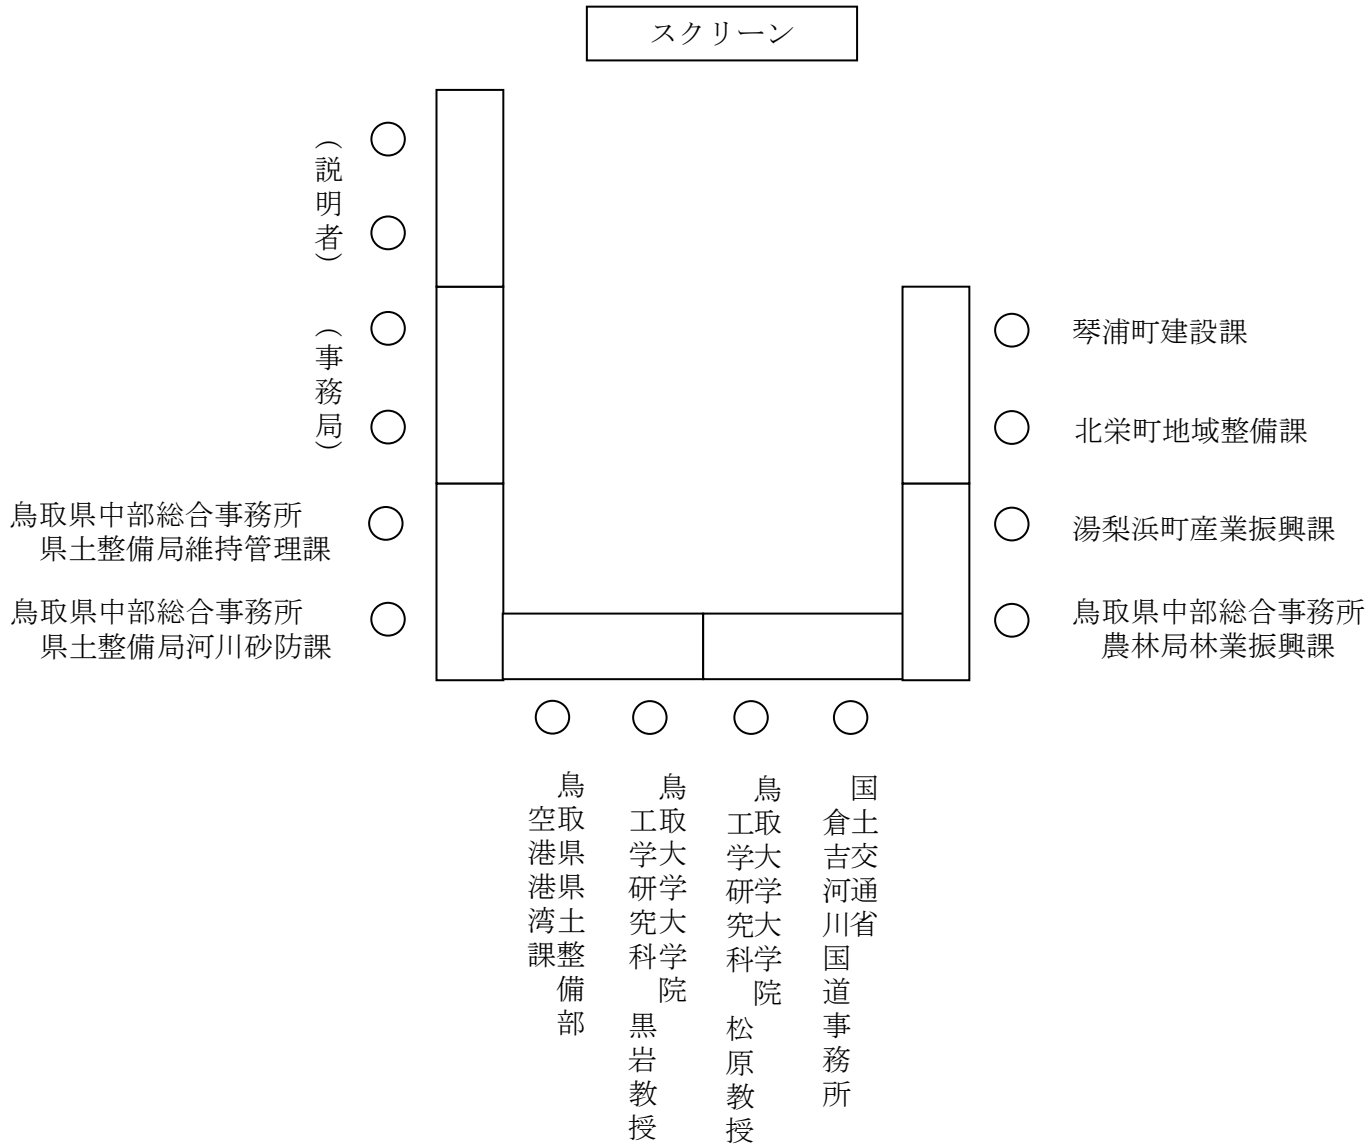 スクリーン
（説明者）
（事務局）
鳥取県中部総合事務所
県土整備局維持管理課
鳥取県中部総合事務所
県土整備局河川砂防課
琴浦町建設課
北栄町地域整備課
湯梨浜町産業振興課
鳥取県中部総合事務所
農林局林業振興課
国土交通省
倉吉河川国道事務所
鳥取大学大学院
工学研究科　松原教授
鳥取大学大学院
工学研究科　黒岩教授
鳥取県県土整備部
空港港湾課